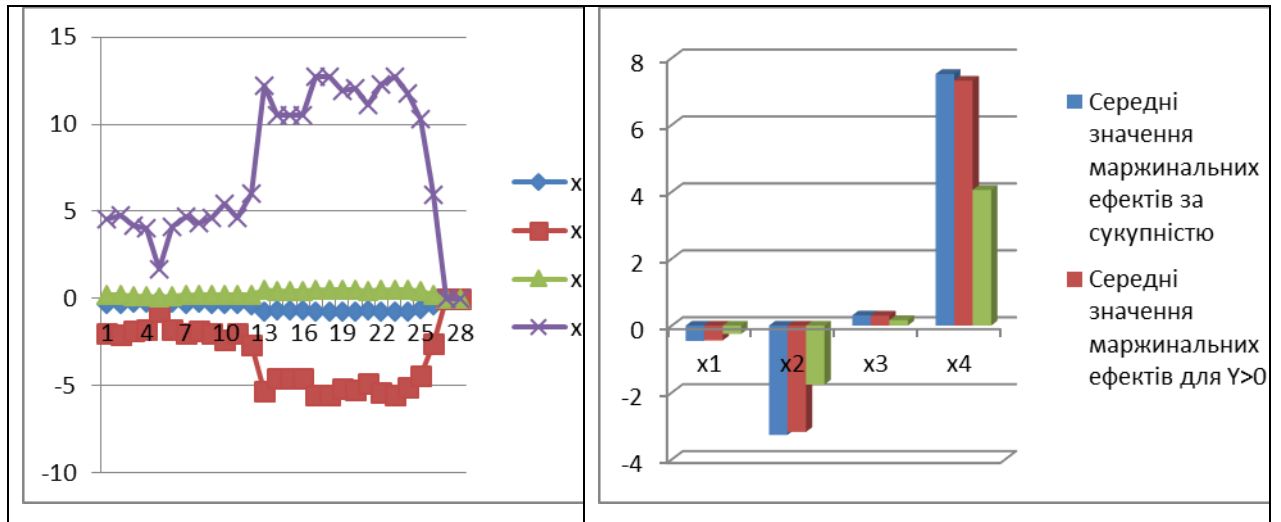 15
10
5
0
-5
-10
1 4 7 10 13 16 19 22 25 28
x
x
x
x
8
6
4
2
0
-2
-4
x1 x2 x3 x4
Середні
значення
маржинальних
ефектів за
сукупністю
Середні
значення
маржинальних
ефектів для Y>0